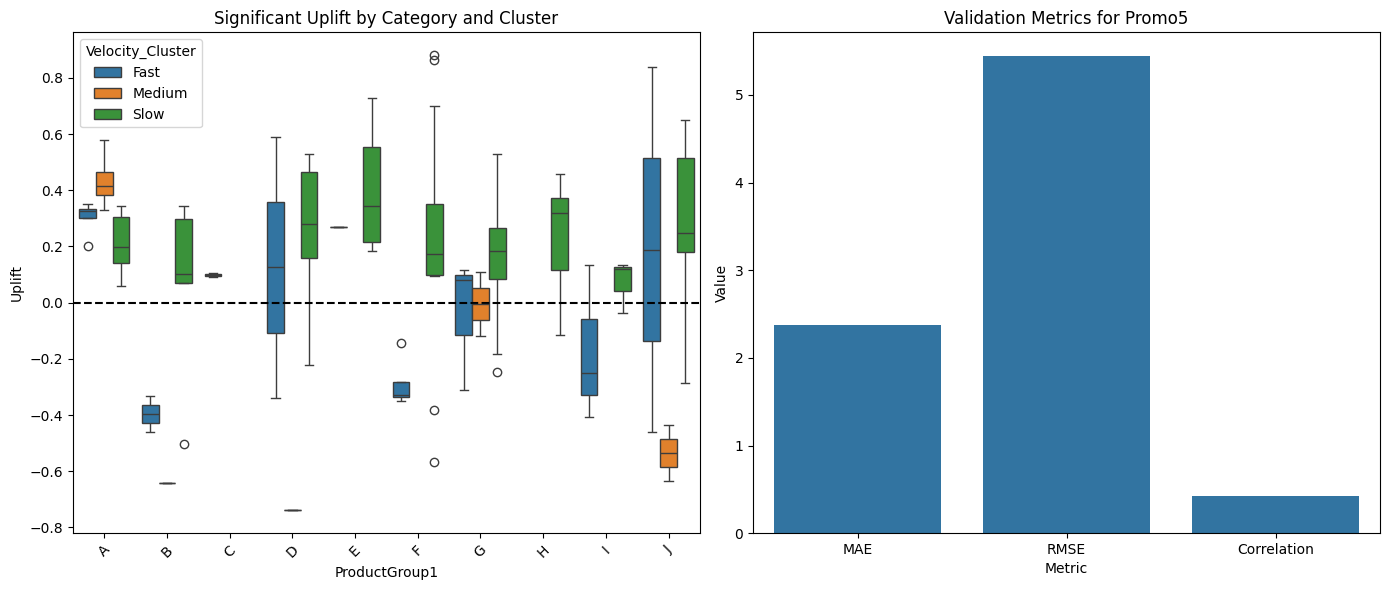 Significant Uplift by Category and Cluster
Velocity_Cluster
Fast
Medium
Slow
Uplift
0.8
0.6
0.4
0.2
0.0
−0.2
−0.4
−0.6
−0.8
A B C D E F G H I J
ProductGroup1
Validation Metrics for Promo5
Value
5
4
3
2
1
0
MAE RMSE Correlation
Metric